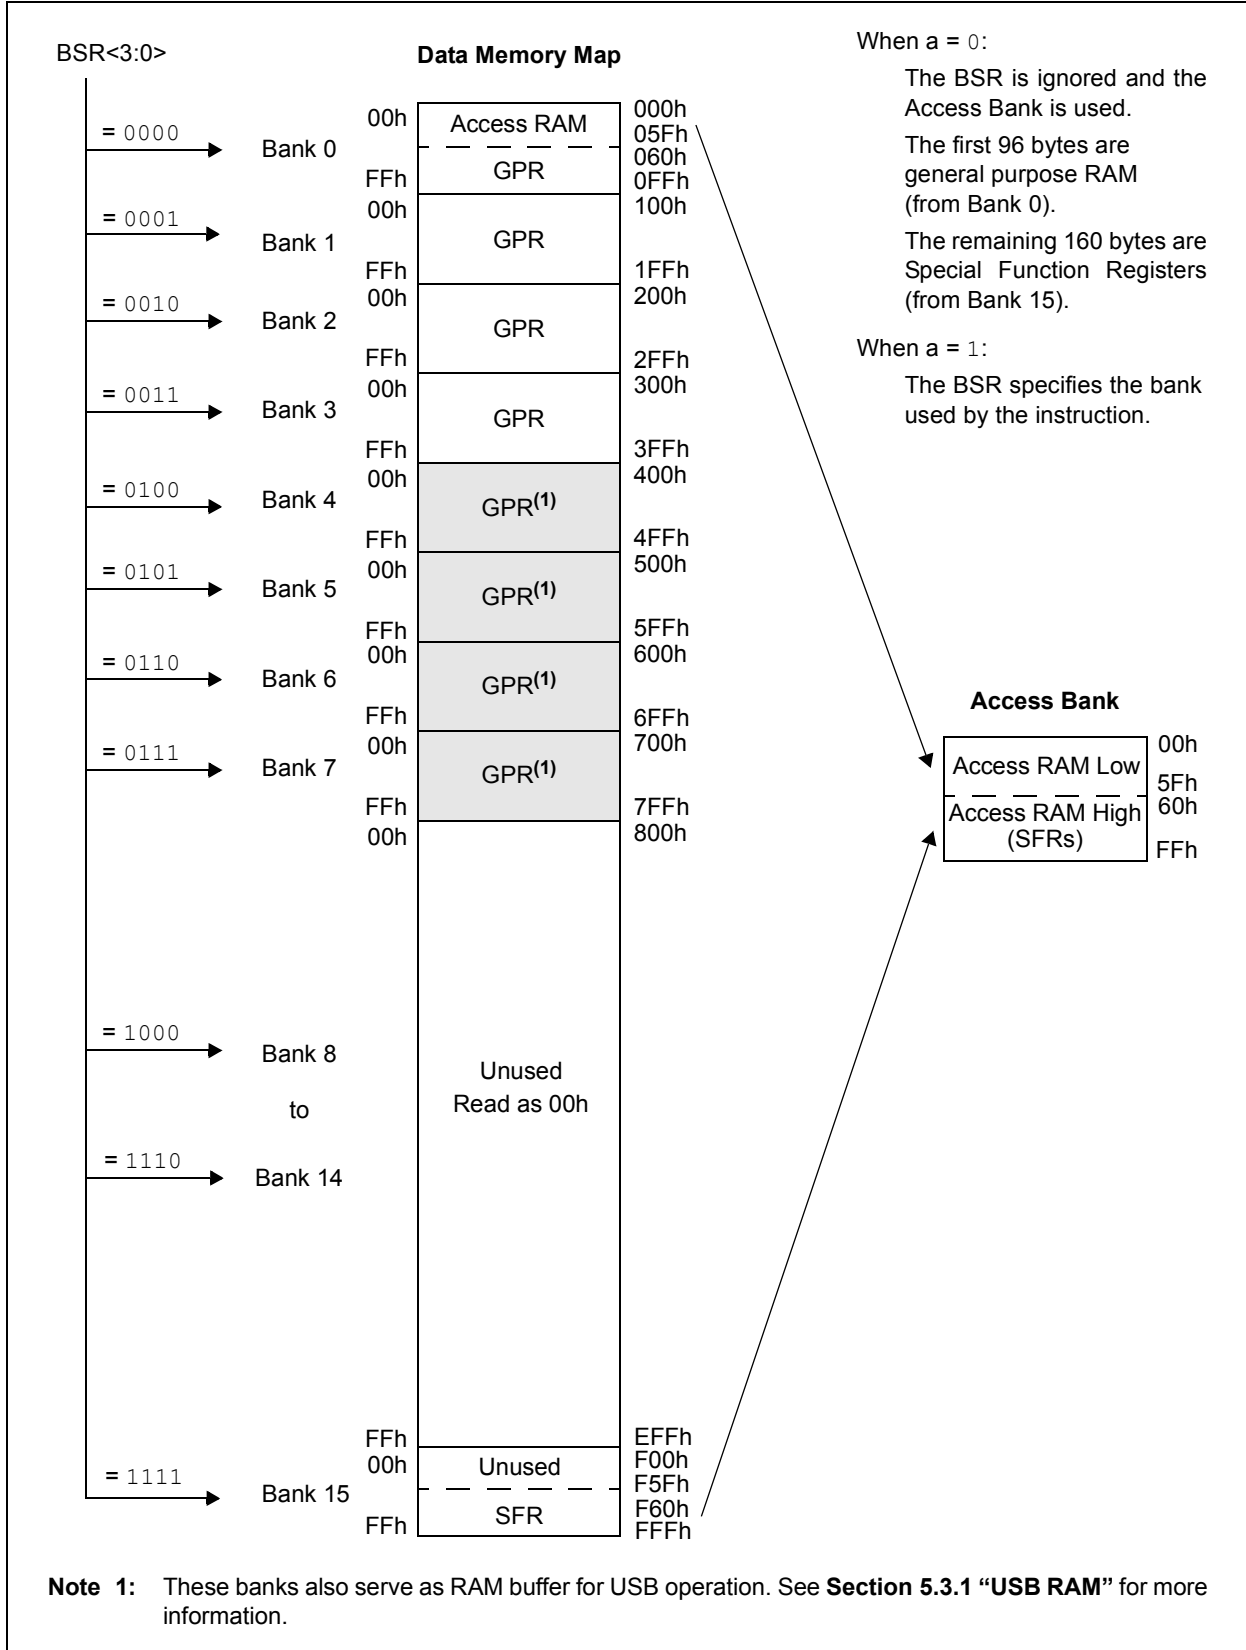 BSR<3:0>
Data Memory Map
When a = 0:
The BSR is ignored and the
Access Bank is used.
The first 96 bytes are
general purpose RAM
(from Bank 0).
The remaining 160 bytes are
Special Function Registers
(from Bank 15).
When a = 1:
The BSR specifies the bank
used by the instruction.
= 0000
Bank 0
00h
Access RAM
000h
05Fh
060h
FFh
GPR
0FFh
= 0001
Bank 1
00h
GPR
100h
FFh
1FFh
= 0010
Bank 2
00h
GPR
200h
FFh
2FFh
= 0011
Bank 3
00h
GPR
300h
FFh
3FFh
= 0100
Bank 4
00h
GPR(1)
400h
FFh
4FFh
= 0101
Bank 5
00h
GPR(1)
500h
FFh
5FFh
= 0110
Bank 6
00h
GPR(1)
600h
FFh
6FFh
= 0111
Bank 7
00h
GPR(1)
700h
FFh
7FFh
00h
800h
= 1000
Bank 8
to
= 1110
Bank 14
Unused
Read as 00h
FFh
EFFh
= 1111
Bank 15
00h
Unused
F00h
F5Fh
F60h
FFh
SFR
FFFh
Access Bank
Access RAM Low
00h
5Fh
Access RAM High
(SFRs)
60h
FFh
Note 1: These banks also serve as RAM buffer for USB operation. See Section 5.3.1 “USB RAM” for more
information.